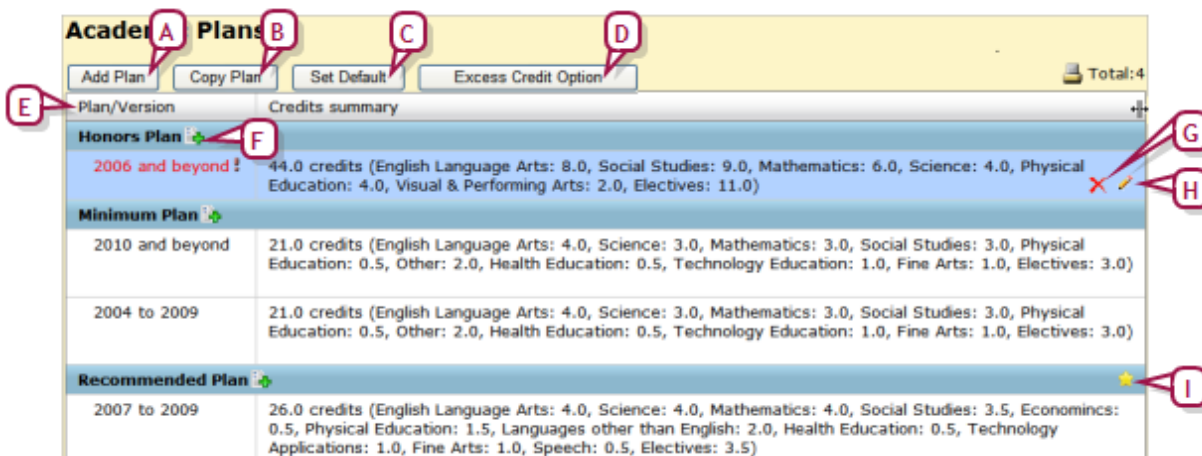 Academ A Plans B C D
Add Plan Copy Plan Set Default Excess Credit Option Total:4
E Plan/Version Credits summary
Honors Plan F G
2006 and beyond ! 44.0 credits (English Language Arts: 8.0, Social Studies: 9.0, Mathematics: 6.0, Science: 4.0, Physical
Education: 4.0, Visual & Performing Arts: 2.0, Electives: 11.0) H
Minimum Plan
2010 and beyond 21.0 credits (English Language Arts: 4.0, Science: 3.0, Mathematics: 3.0, Social Studies: 3.0, Physical
Education: 0.5, Other: 2.0, Health Education: 0.5, Technology Education: 1.0, Fine Arts: 1.0, Electives: 3.0)
2004 to 2009 21.0 credits (English Language Arts: 4.0, Science: 3.0, Mathematics: 3.0, Social Studies: 3.0, Physical
Education: 0.5, Other: 2.0, Health Education: 0.5, Technology Education: 1.0, Fine Arts: 1.0, Electives: 3.0)
Recommended Plan I
2007 to 2009 26.0 credits (English Language Arts: 4.0, Science: 4.0, Mathematics: 4.0, Social Studies: 3.5, Economincs:
0.5, Physical Education: 1.5, Languages other than English: 2.0, Health Education: 0.5, Technology
Applications: 1.0, Fine Arts: 1.0, Speech: 0.5, Electives: 3.5)